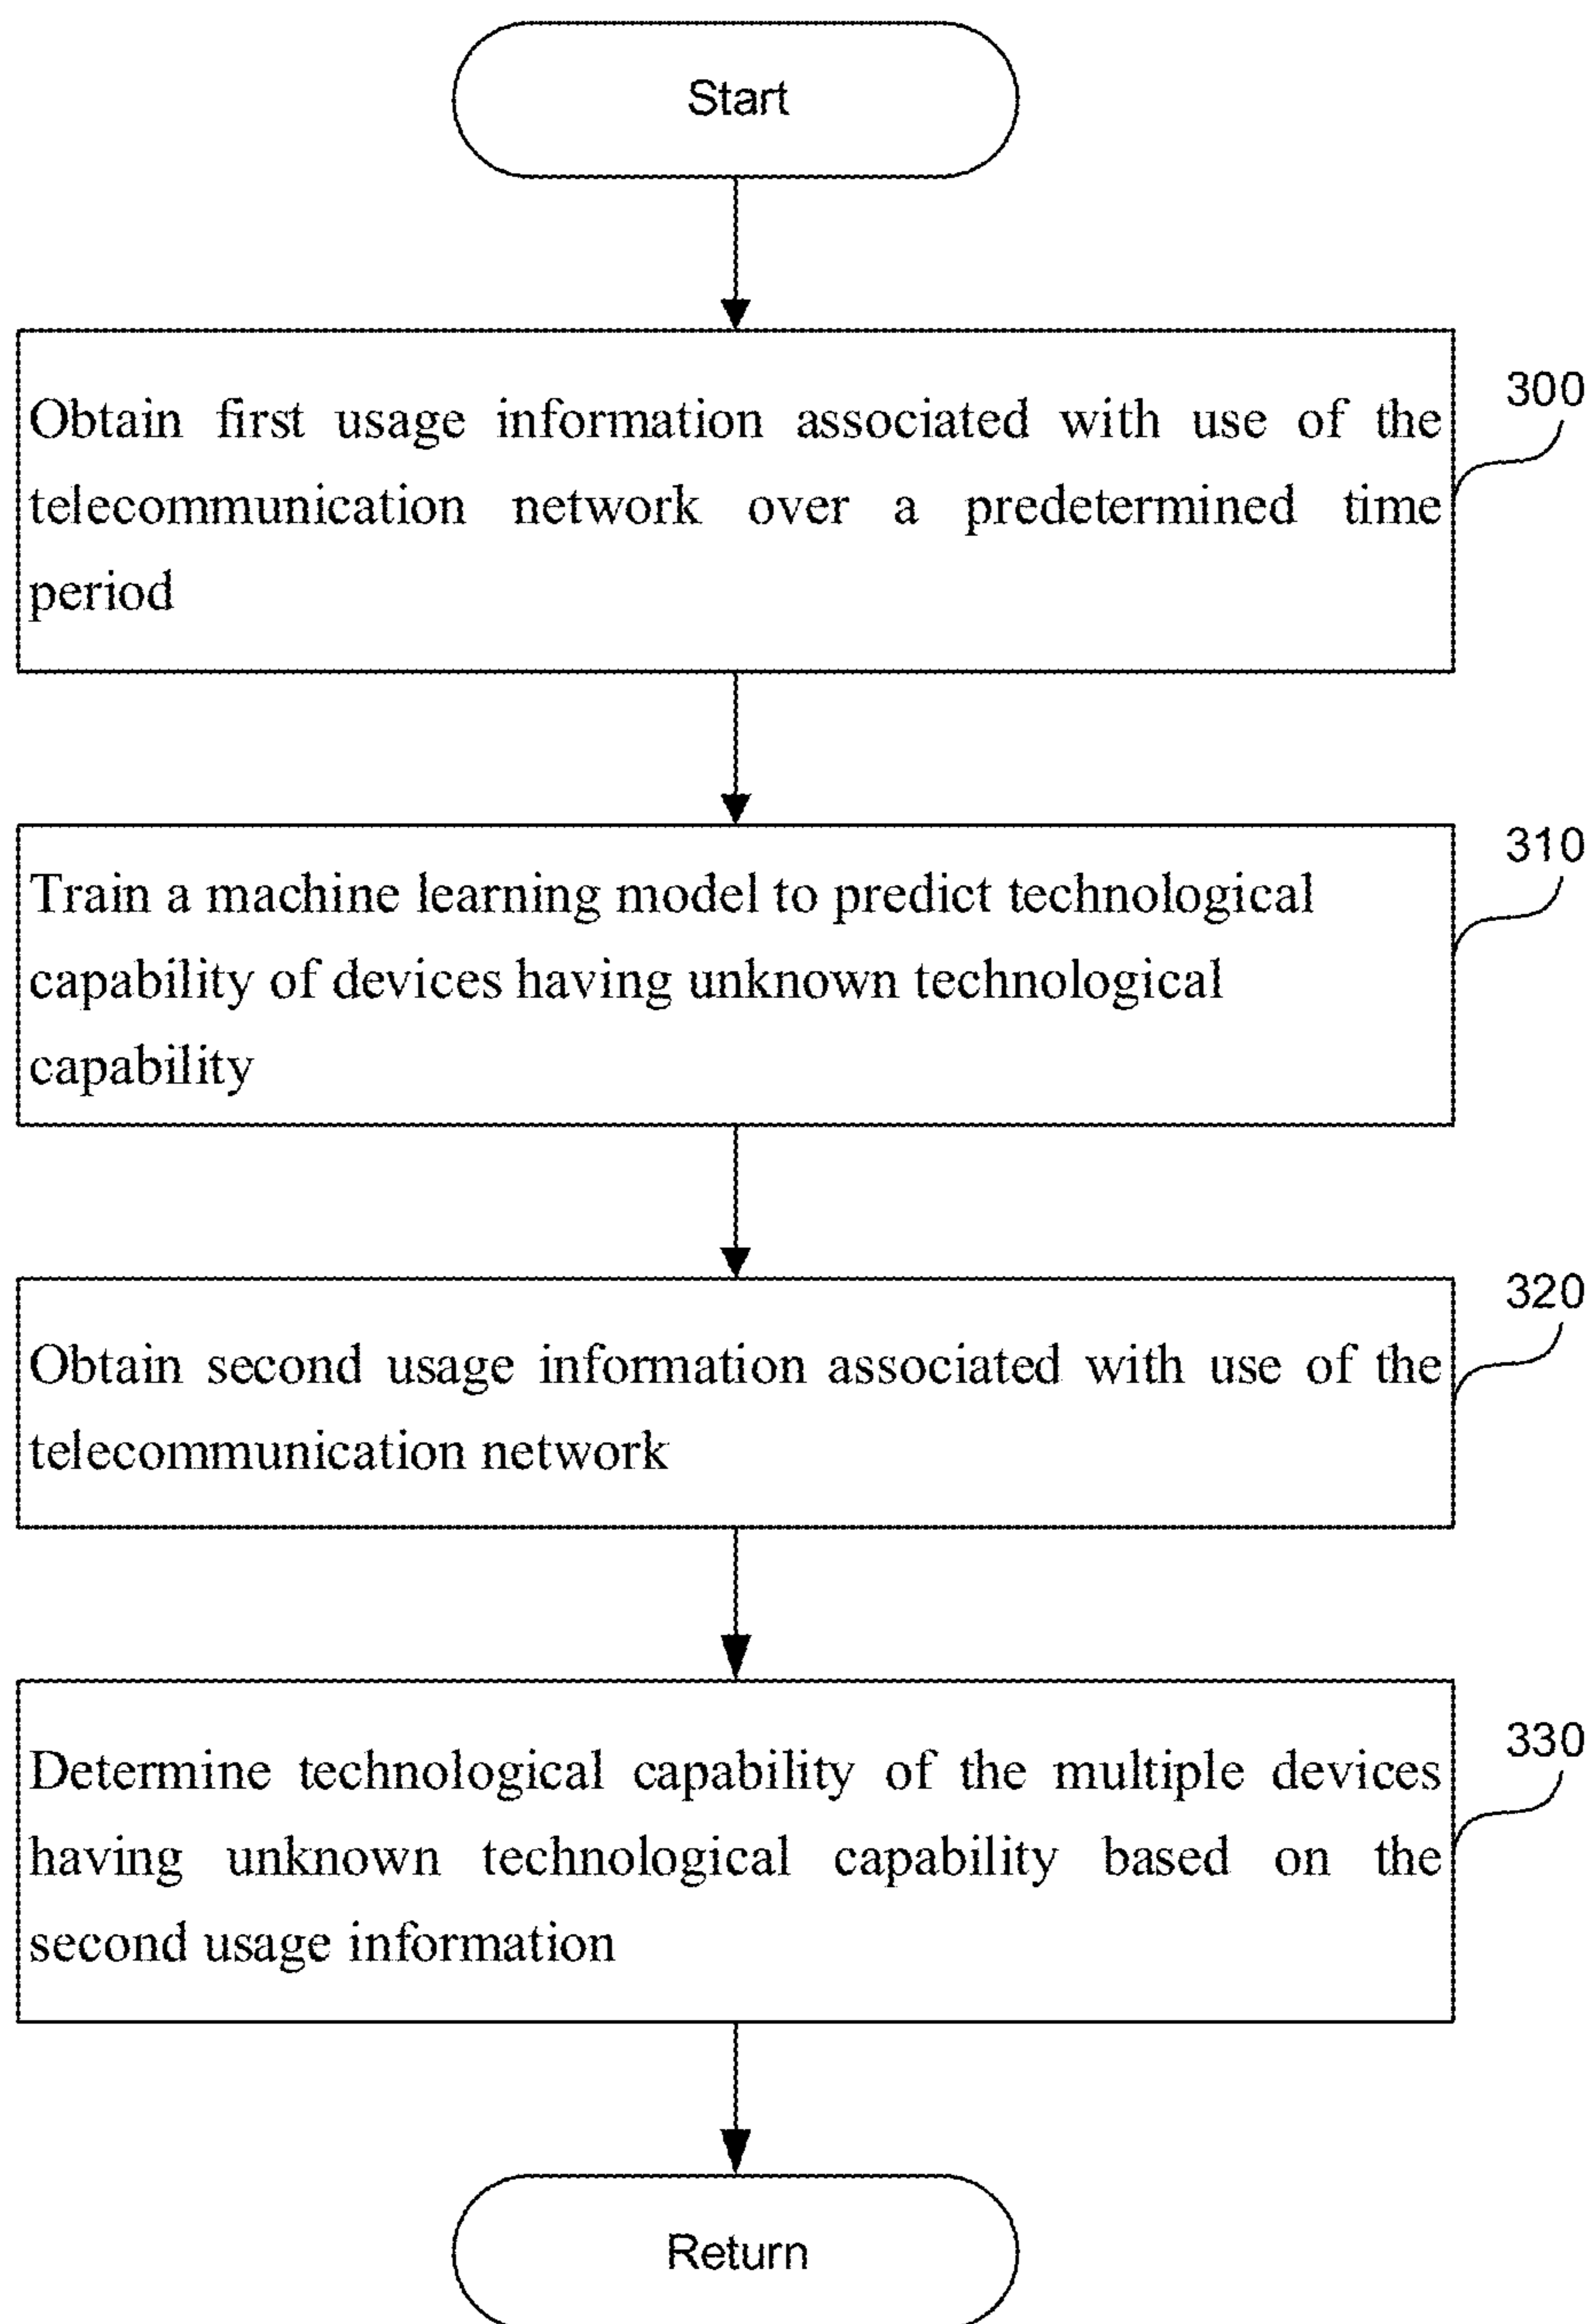 Start
300
Obtain first usage information associated with use of the
telecommunication network over a predetermined time
period
310
Train a machine learning model to predict technological
capability of devices having unknown technological
capability
320
Obtain second usage information associated with use of the
telecommunication network
330
Determine technological capability of the multiple devices
having unknown technological capability based on the
second usage information
Return